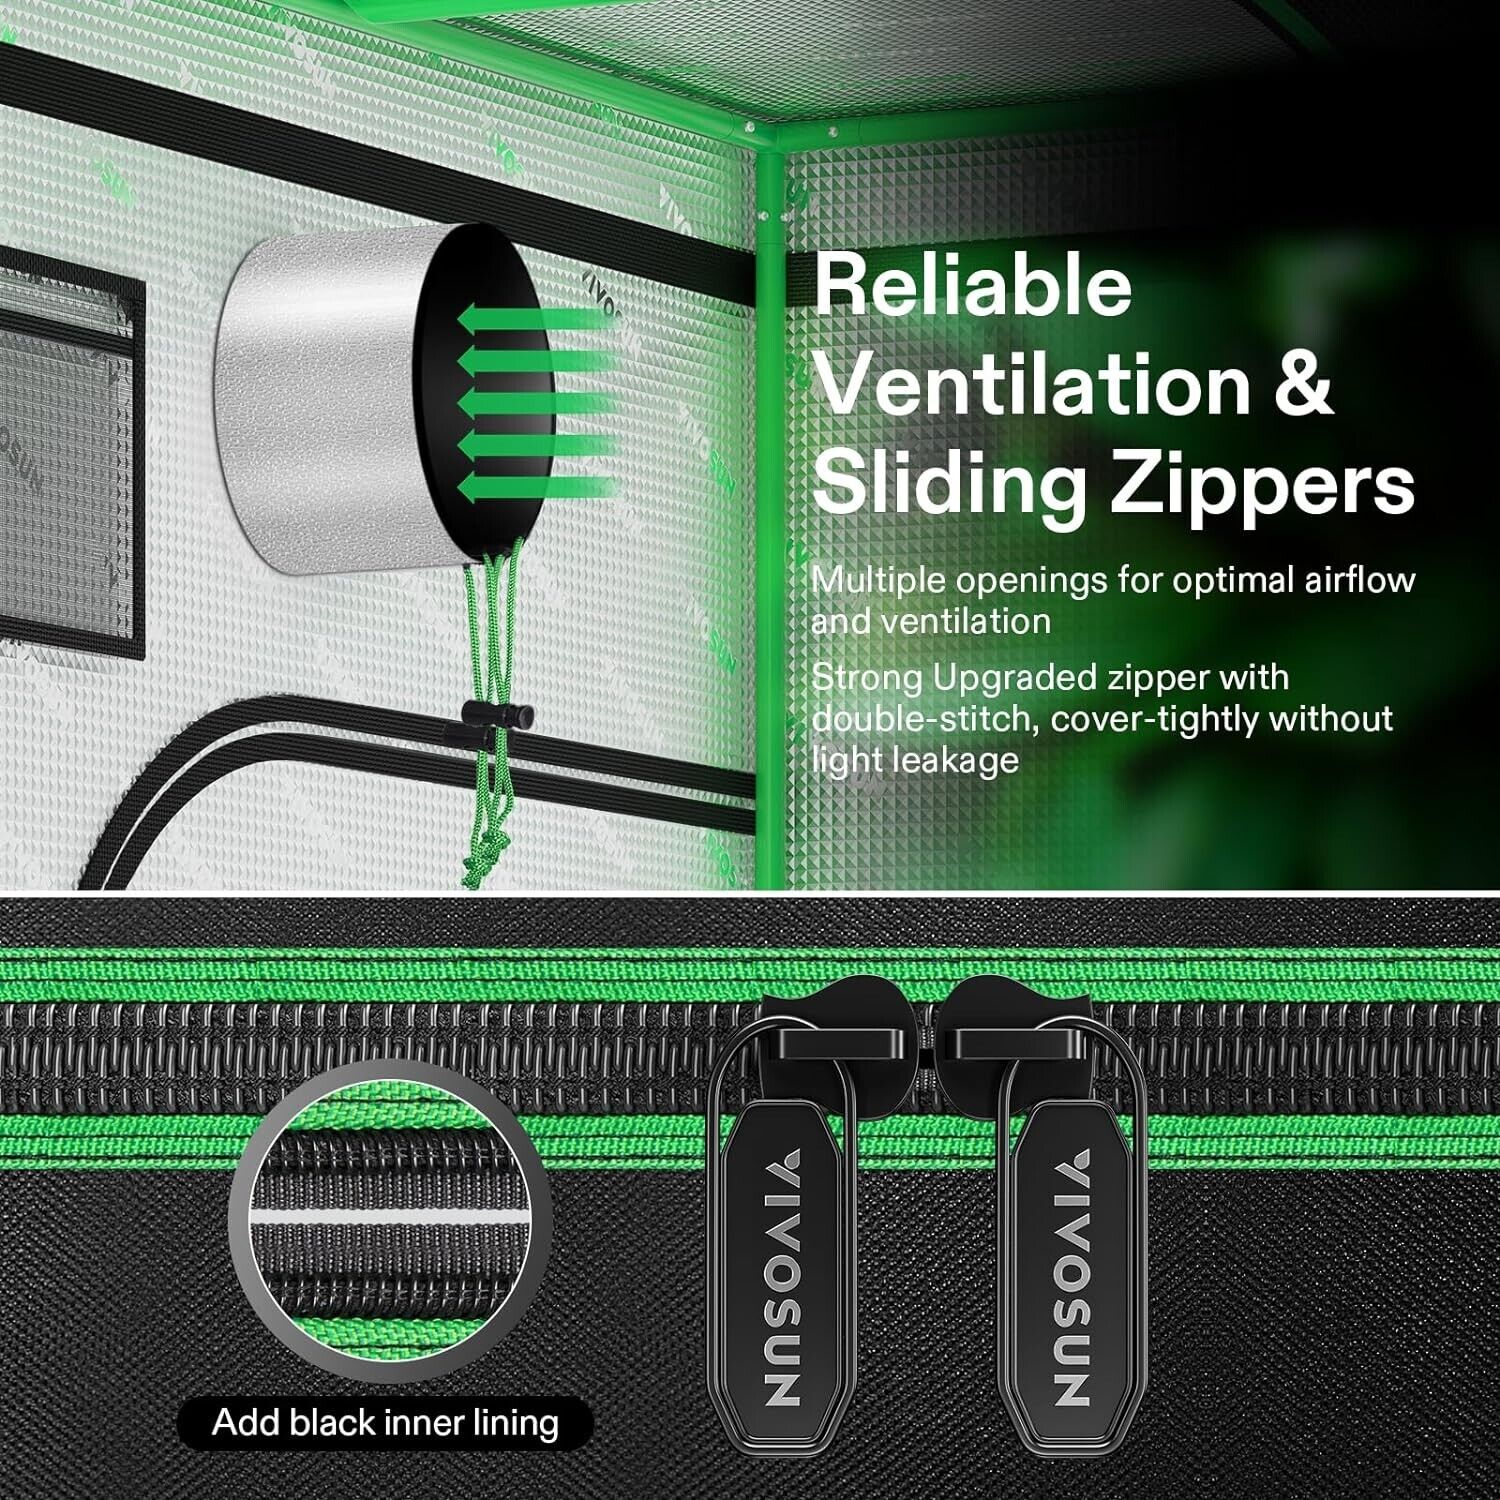 VIVOSUN
Reliable
Ventilation &
Sliding Zippers
Multiple openings for optimal airflow
and ventilation
Strong Upgraded zipper with
double-stitch, cover-tightly without
light leakage
Add black inner lining
VIVOSUN
VIVOSUN